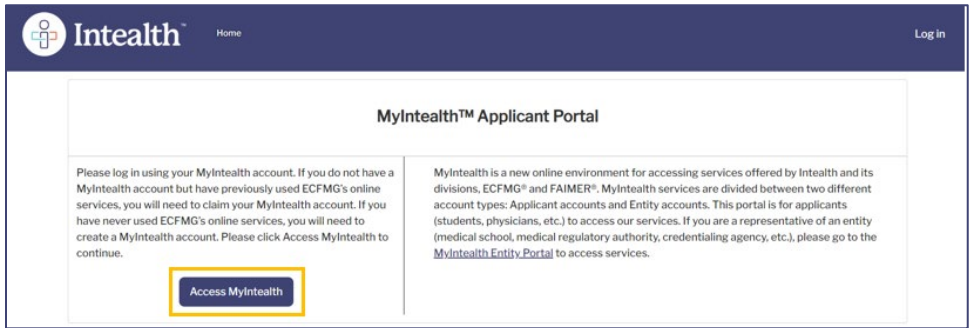 Intealth™ Home Log in
MyIntealth™ Applicant Portal
Please log in using your MyIntealth account. If you do not have a
MyIntealth account but have previously used ECFMG's online
services, you will need to claim your MyIntealth account. If you
have never used ECFMG's online services, you will need to
create a MyIntealth account. Please click Access MyIntealth to
continue.
Access MyIntealth
MyIntealth is a new online environment for accessing services offered by Intealth and its
divisions, ECFMG® and FAIMER®. MyIntealth services are divided between two different
account types: Applicant accounts and Entity accounts. This portal is for applicants
(students, physicians, etc.) to access our services. If you are a representative of an entity
(medical school, medical regulatory authority, credentialing agency, etc.), please go to the
MyIntealth Entity Portal to access services.